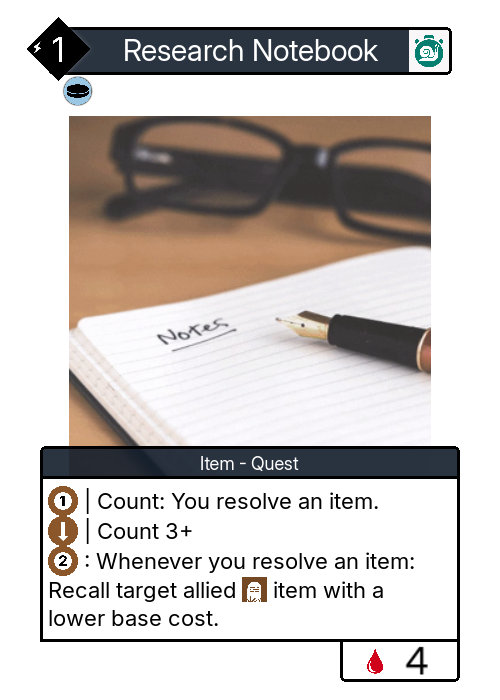 1 Research Notebook
Notes
Item - Quest
1 | Count: You resolve an item.
| Count 3+
2 : Whenever you resolve an item:
Recall target allied item with a
lower base cost.
4